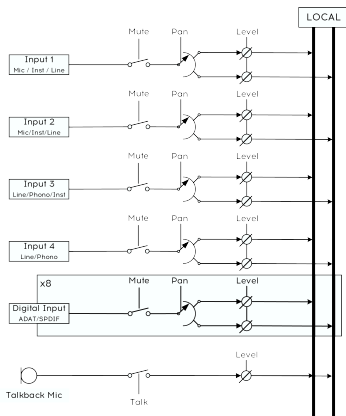 LOCAL
Mute Pan Level
Input 1
Mic / Inst / Line
Mute Pan Level
Input 2
Mic/Inst/Line
Mute Pan Level
Input 3
Line/Phono/Inst
Mute Pan Level
Input 4
Line/Phono
x8
Mute Pan Level
Digital Input
ADAT/SPDIF
Level
Talkback Mic
Talk